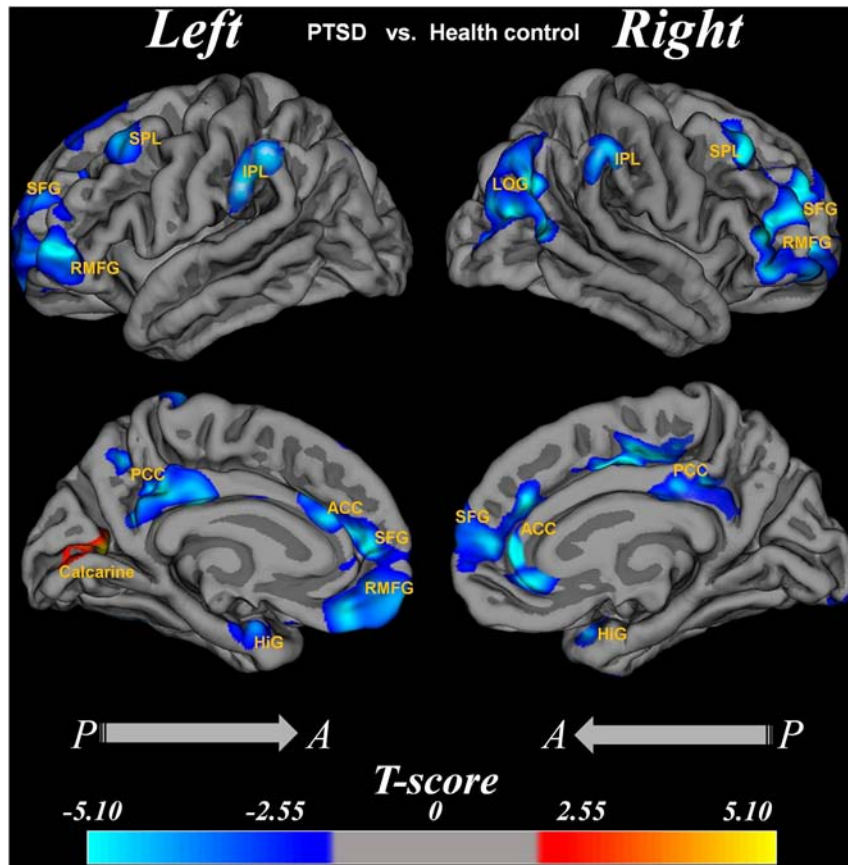 Left PTSD vs. Health control Right
SPL
IPL
SFG
RMFG
IPL
SPL
LOG
SFG
RMFG
PCC
ACC
SFG
Calcarine
RMFG
HiG
PCC
SFG
ACC
HiG
P A A P
T-score
-5.10 -2.55 0 2.55 5.10